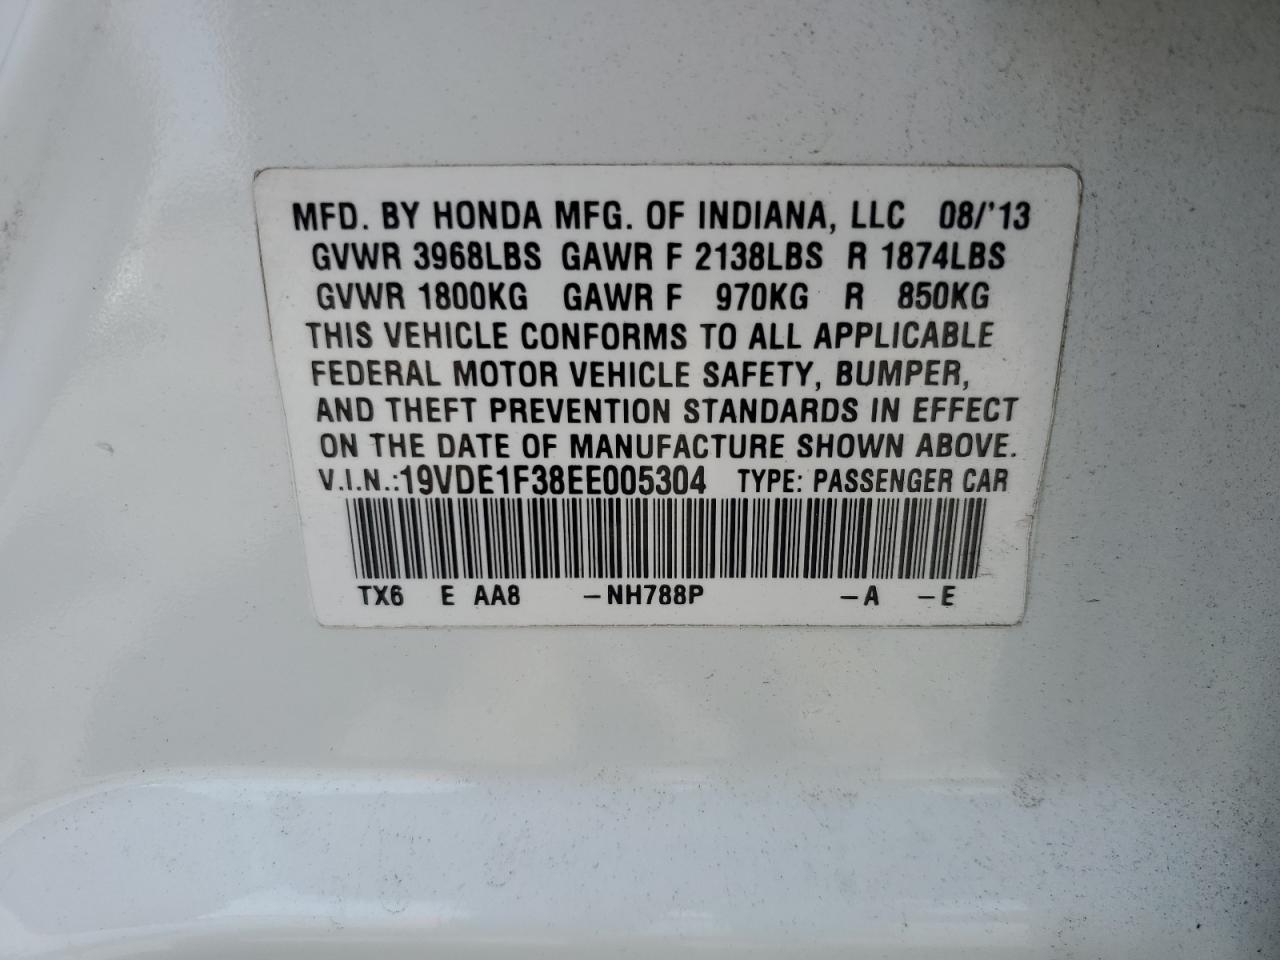 MFD. BY HONDA MFG. OF INDIANA, LLC 08/'13
GVWR 3968LBS GAWR F 2138LBS R 1874LBS
GVWR 1800KG GAWR F 970KG R 850KG
THIS VEHICLE CONFORMS TO ALL APPLICABLE
FEDERAL MOTOR VEHICLE SAFETY, BUMPER,
AND THEFT PREVENTION STANDARDS IN EFFECT
ON THE DATE OF MANUFACTURE SHOWN ABOVE.
V.I.N.:19VDE1F38EE005304 TYPE: PASSENGER CAR
TX6 E AA8 -NH788P -A -E